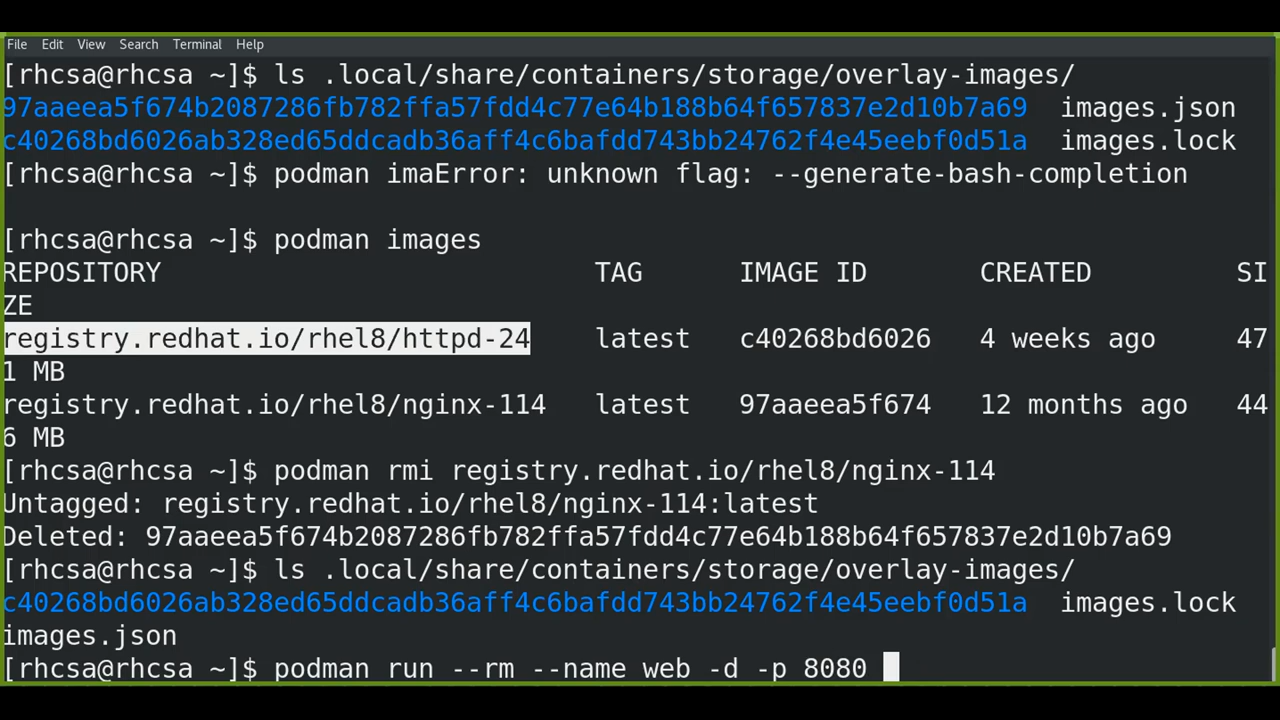 File Edit View Search Terminal Help
[rhcsa@rhcsa ~]$ ls .local/share/containers/storage/overlay-images/
97aaeea5f674b2087286fb782ffa57fdd4c77e64b188b64f657837e2d10b7a69 images.json
c40268bd6026ab328ed65ddcadb36aff4c6bafdd743bb24762f4e45eebf0d51a images.lock
[rhcsa@rhcsa ~]$ podman imaError: unknown flag: --generate-bash-completion
[rhcsa@rhcsa ~]$ podman images
REPOSITORY TAG IMAGE ID CREATED SI
ZE
registry.redhat.io/rhel8/httpd-24 latest c40268bd6026 4 weeks ago 47
1 MB
registry.redhat.io/rhel8/nginx-114 latest 97aaeea5f674 12 months ago 44
6 MB
[rhcsa@rhcsa ~]$ podman rmi registry.redhat.io/rhel8/nginx-114
Untagged: registry.redhat.io/rhel8/nginx-114:latest
Deleted: 97aaeea5f674b2087286fb782ffa57fdd4c77e64b188b64f657837e2d10b7a69
[rhcsa@rhcsa ~]$ ls .local/share/containers/storage/overlay-images/
c40268bd6026ab328ed65ddcadb36aff4c6bafdd743bb24762f4e45eebf0d51a images.lock
images.json
[rhcsa@rhcsa ~]$ podman run --rm --name web -d -p 8080